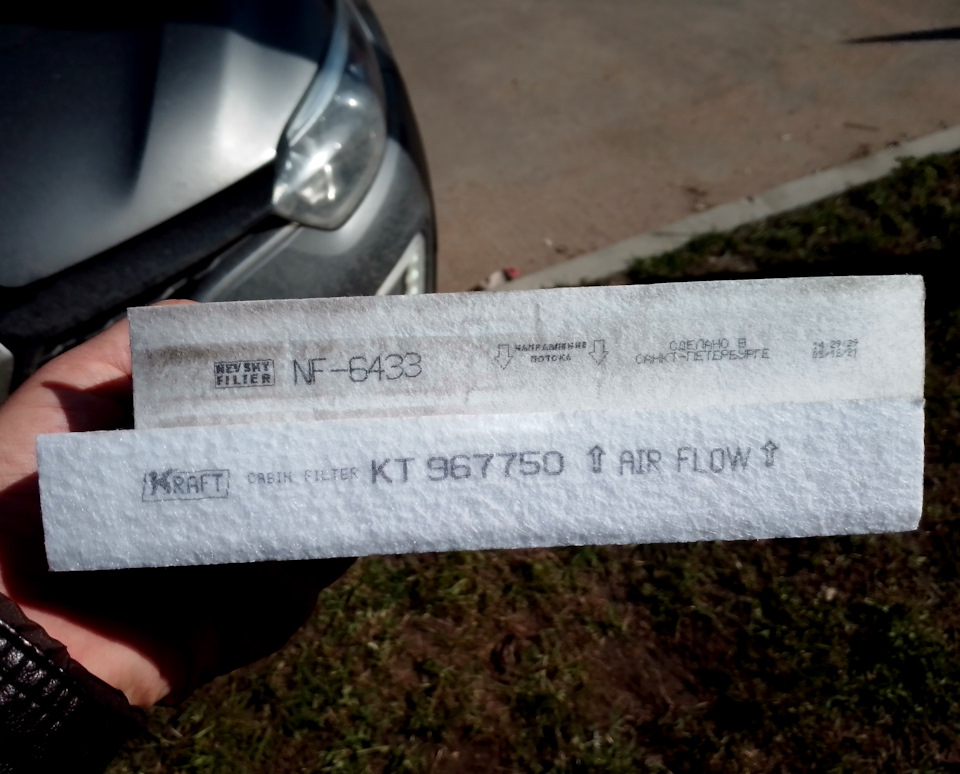 NEVSKY
FILTER
NF-6433
НАПРАВЛЕНИЕ
ПОТОКА
СДЕЛАНО В
САНКТ-ПЕТЕРБУРГЕ
KRAFT CABIN FILTER KT 967750 ⇧ AIR FLOW ⇧